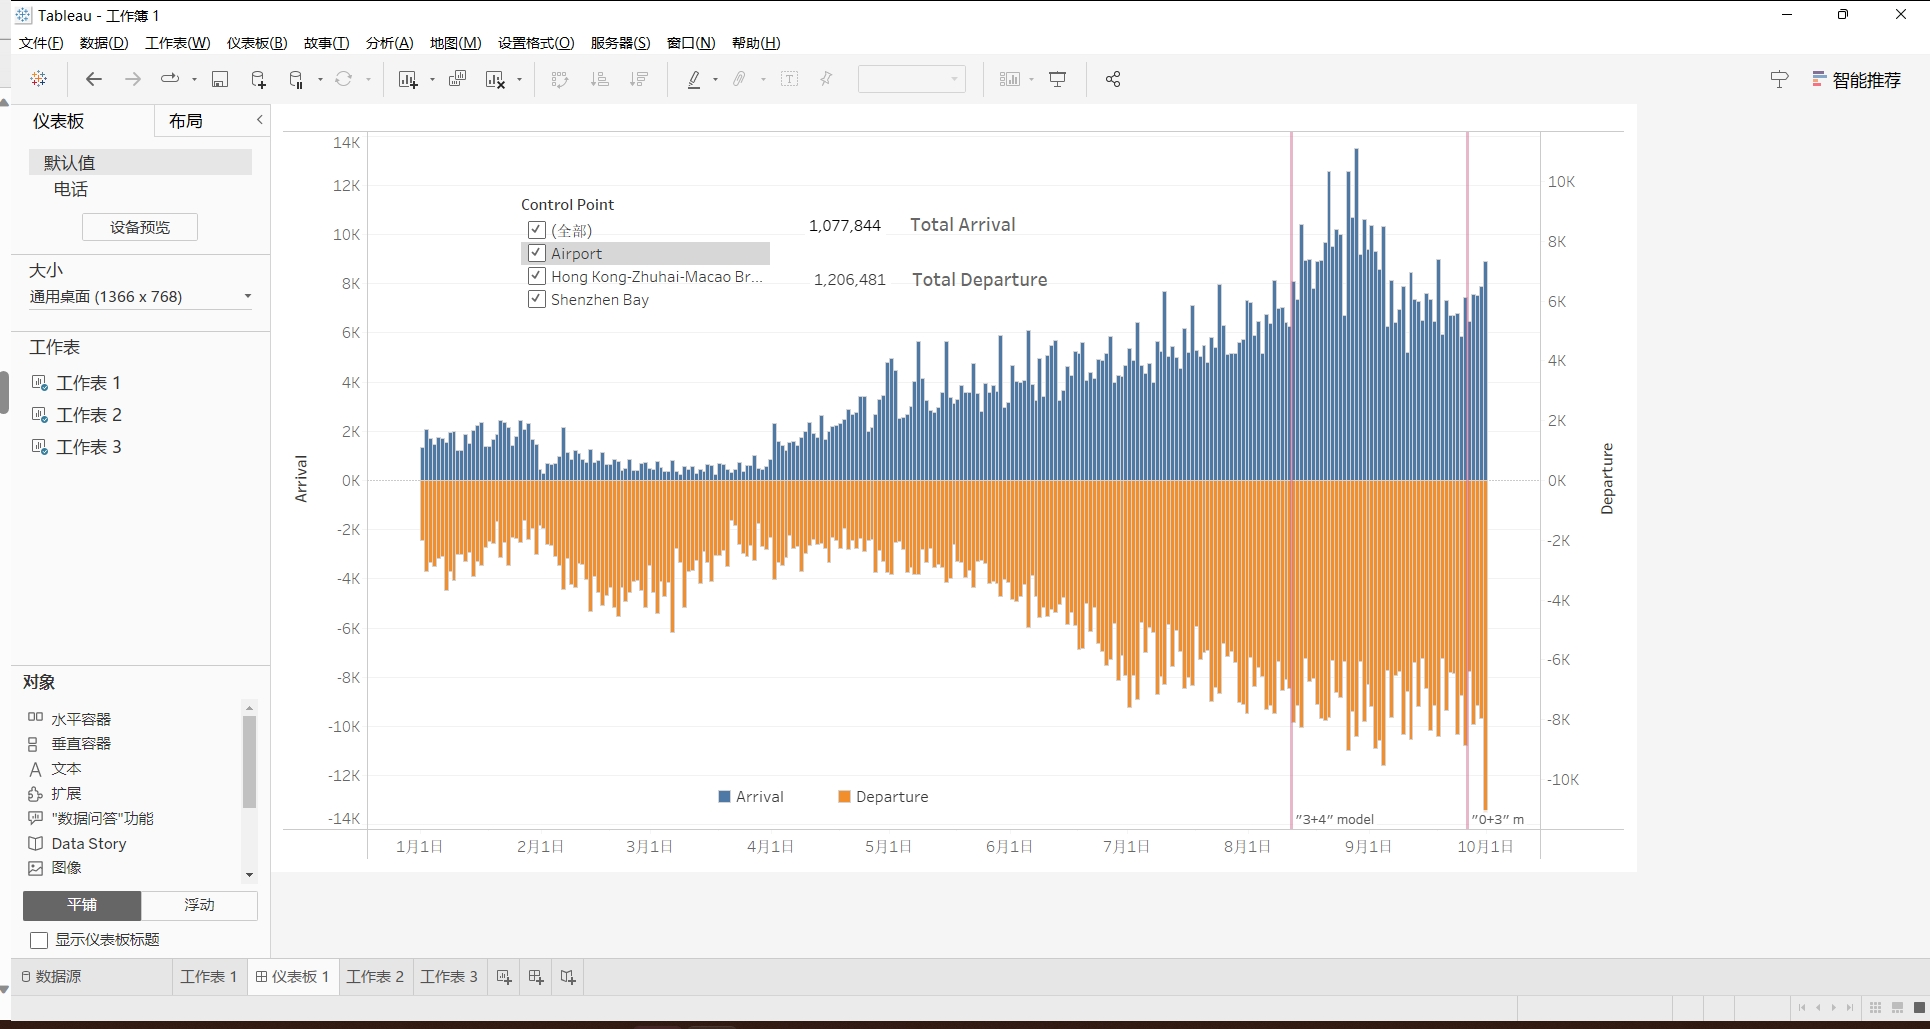 Tableau - 工作簿 1
文件(F) 数据(D) 工作表(W) 仪表板(B) 故事(T) 分析(A) 地图(M) 设置格式(O) 服务器(S) 窗口(N) 帮助(H)
智能推荐
仪表板 布局
默认值
电话
设备预览
大小
通用桌面 (1366 x 768)
工作表
工作表 1
工作表 2
工作表 3
对象
水平容器
垂直容器
文本
扩展
"数据问答"功能
Data Story
图像
平铺 浮动
显示仪表板标题
Control Point
(全部)
Airport
Hong Kong-Zhuhai-Macao Br...
Shenzhen Bay
1,077,844 Total Arrival
1,206,481 Total Departure
Arrival
14K
12K
10K
8K
6K
4K
2K
0K
-2K
-4K
-6K
-8K
-10K
-12K
-14K
10K
8K
6K
4K
2K
0K
-2K
-4K
-6K
-8K
-10K
Departure
Arrival Departure
"3+4" model "0+3" m
1月1日 2月1日 3月1日 4月1日 5月1日 6月1日 7月1日 8月1日 9月1日 10月1日
数据源 工作表 1 仪表板 1 工作表 2 工作表 3